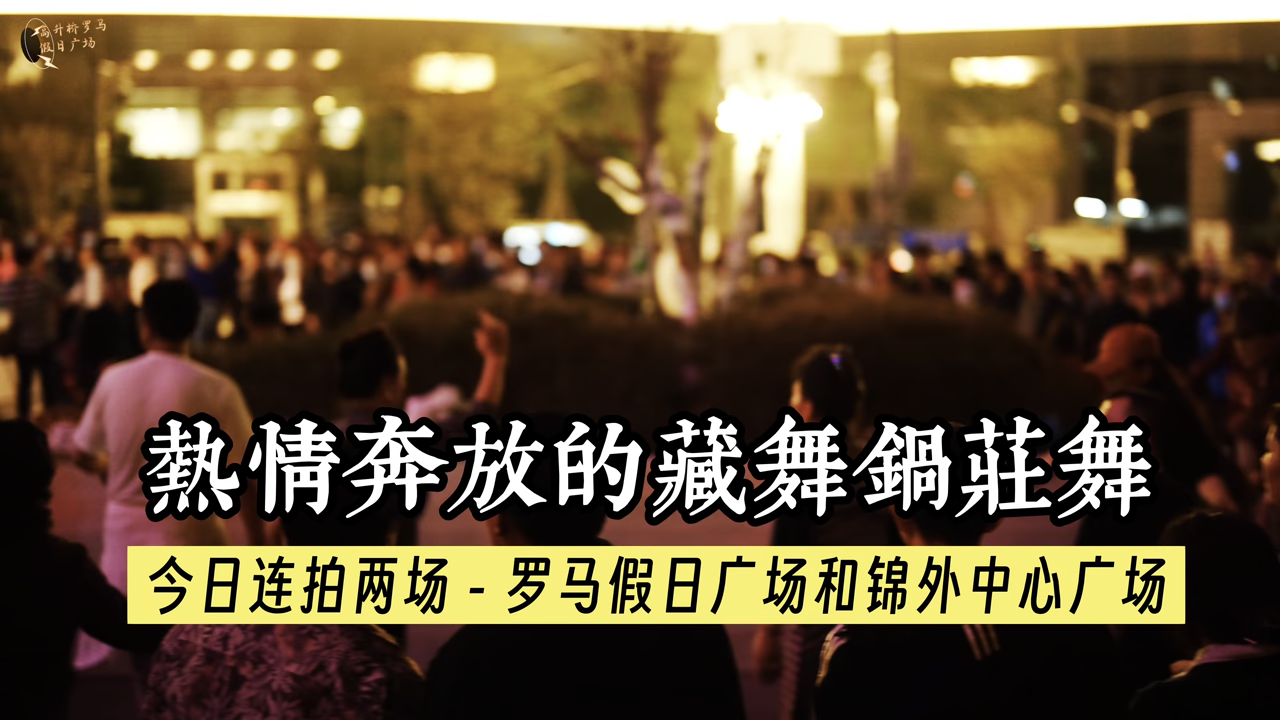 高升桥罗马
假日广场
熱情奔放的藏舞鍋莊舞
今日连拍两场 - 罗马假日广场和锦外中心广场